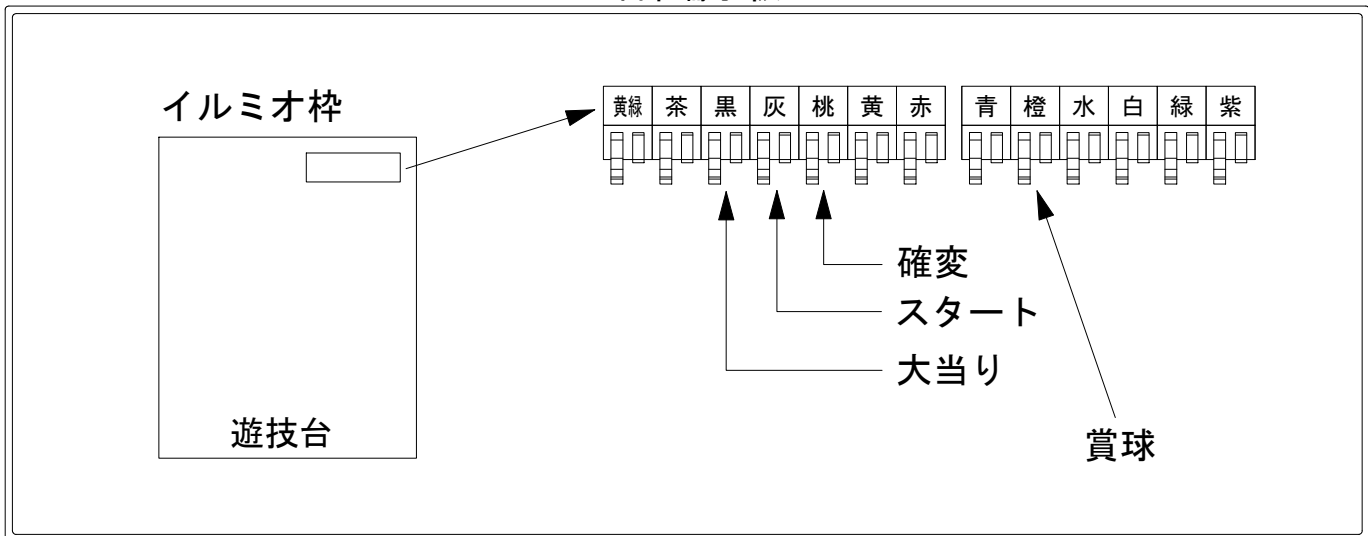 イルミオ枠
黄緑 茶 黒 灰 桃 黄 赤 青 橙 水 白 緑 紫
確変
スタート
大当り
遊技台
賞球